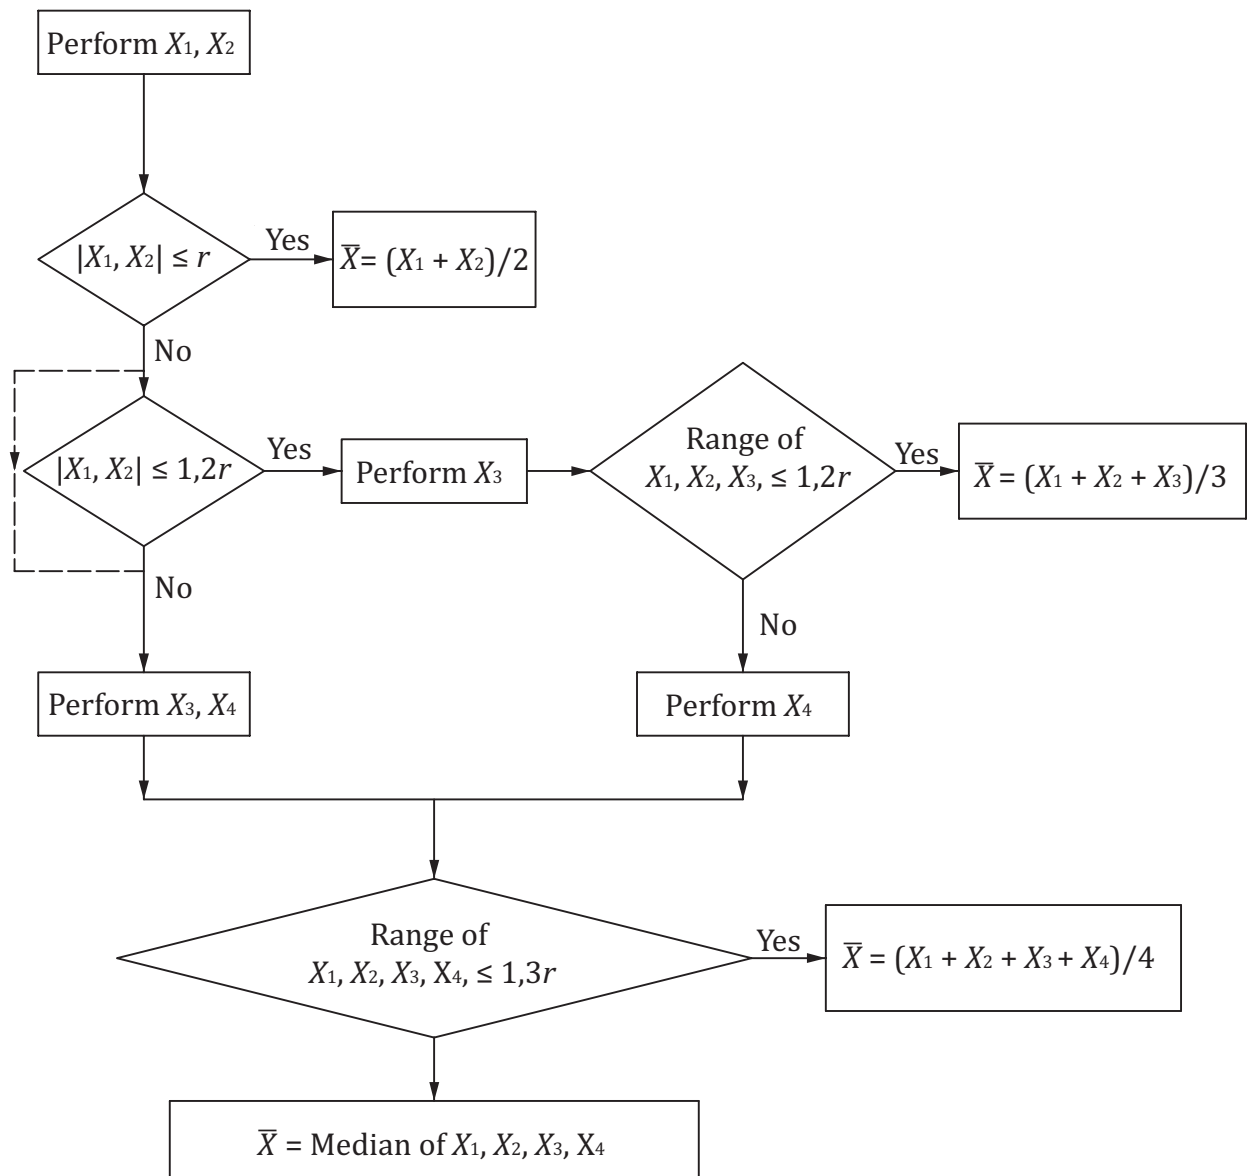 Perform X1, X2
|X1, X2| ≤ r
Yes
X̅= (X1 + X2)/2
No
|X1, X2| ≤ 1,2r
Yes
Perform X3
Range of
X1, X2, X3, ≤ 1,2r
Yes
X̅ = (X1 + X2 + X3)/3
No
No
Perform X3, X4
Perform X4
Range of
X1, X2, X3, X4, ≤ 1,3r
Yes
X̅ = (X1 + X2 + X3 + X4)/4
X̅ = Median of X1, X2, X3, X4